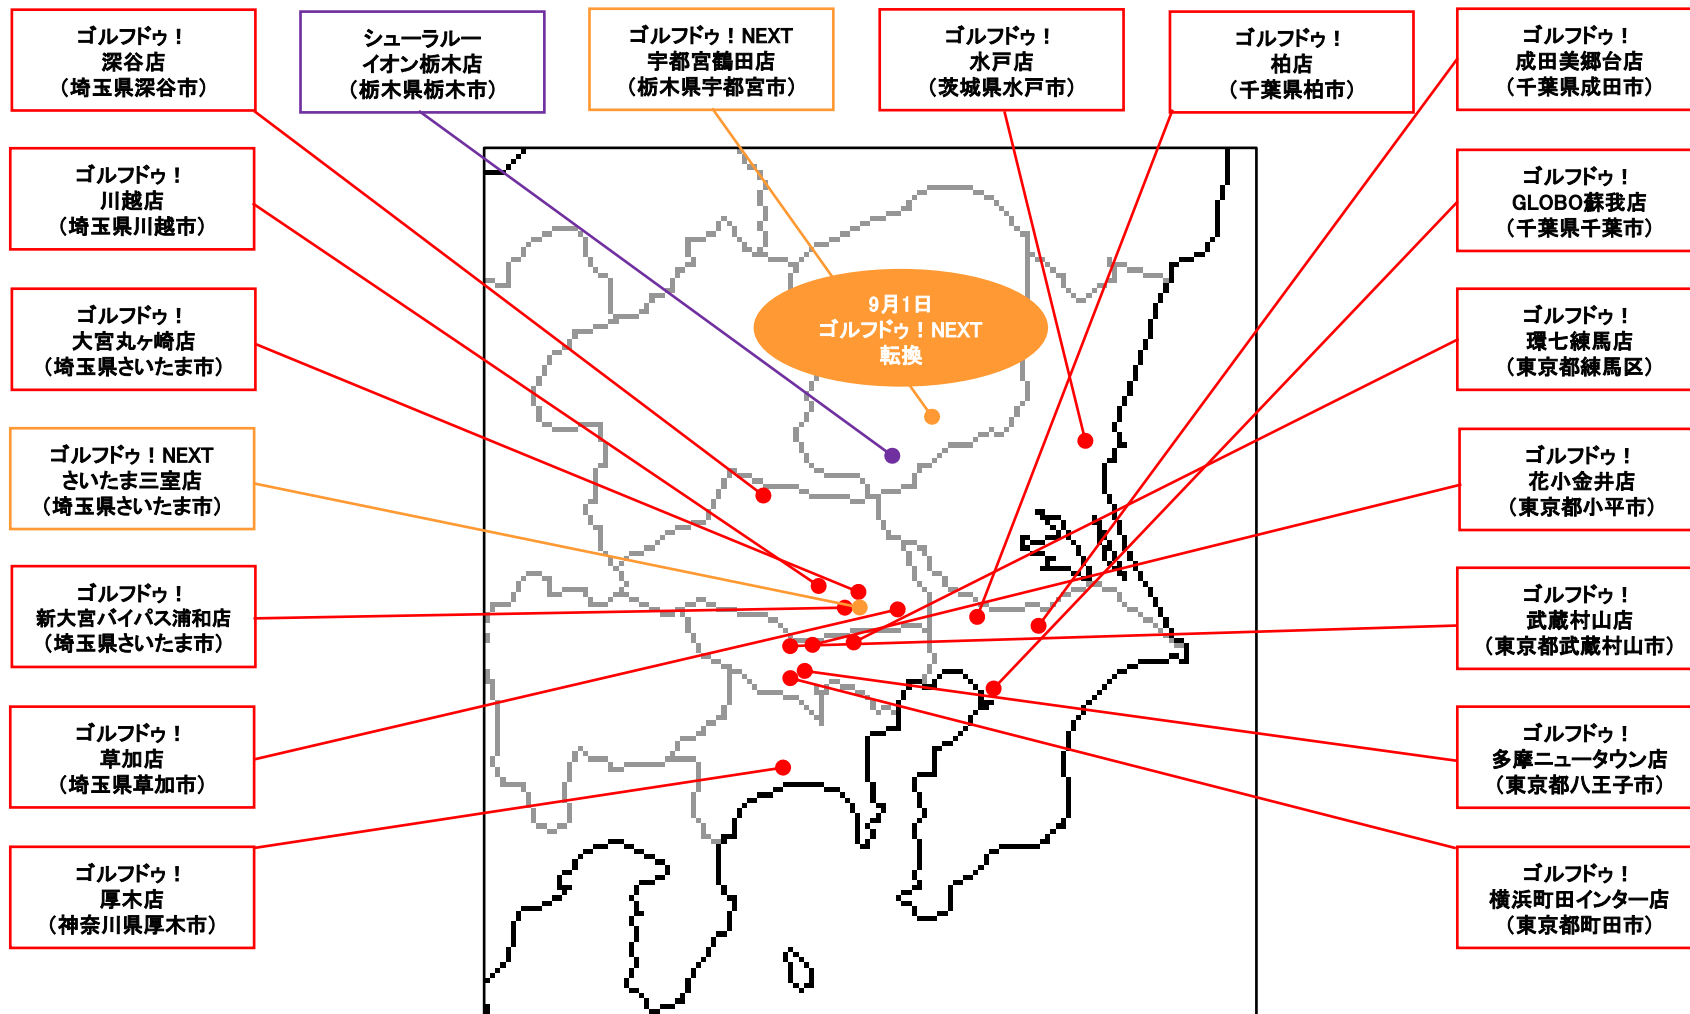 ゴルフドゥ！
深谷店
（埼玉県深谷市）
シューラルー
イオン栃木店
（栃木県栃木市）
ゴルフドゥ！NEXT
宇都宮鶴田店
（栃木県宇都宮市）
ゴルフドゥ！
水戸店
（茨城県水戸市）
ゴルフドゥ！
柏店
（千葉県柏市）
ゴルフドゥ！
成田美郷台店
（千葉県成田市）
ゴルフドゥ！
川越店
（埼玉県川越市）
ゴルフドゥ！
GLOBO蘇我店
（千葉県千葉市）
ゴルフドゥ！
大宮丸ヶ崎店
（埼玉県さいたま市）
9月1日
ゴルフドゥ！NEXT
転換
ゴルフドゥ！
環七練馬店
（東京都練馬区）
ゴルフドゥ！NEXT
さいたま三室店
（埼玉県さいたま市）
ゴルフドゥ！
花小金井店
（東京都小平市）
ゴルフドゥ！
新大宮バイパス浦和店
（埼玉県さいたま市）
ゴルフドゥ！
武蔵村山店
（東京都武蔵村山市）
ゴルフドゥ！
草加店
（埼玉県草加市）
ゴルフドゥ！
多摩ニュータウン店
（東京都八王子市）
ゴルフドゥ！
厚木店
（神奈川県厚木市）
ゴルフドゥ！
横浜町田インター店
（東京都町田市）